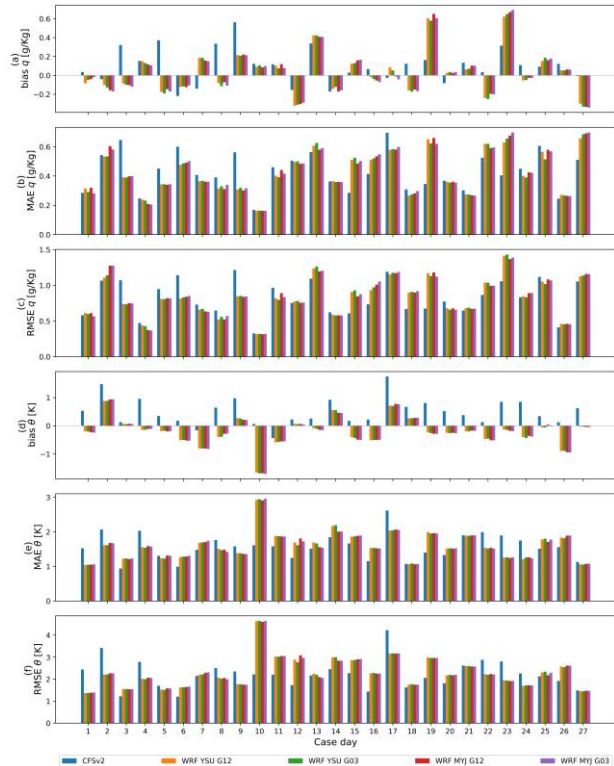 (a)
bias q [g/Kg]
0.6
0.4
0.2
0.0
−0.2
(b)
MAE q [g/Kg]
0.6
0.4
0.2
0.0
(c)
RMSE q [g/Kg]
1.5
1.0
0.5
0.0
(d)
bias θ [K]
1
0
−1
(e)
MAE θ [K]
3
2
1
0
(f)
RMSE θ [K]
4
3
2
1
0
1 2 3 4 5 6 7 8 9 10 11 12 13 14 15 16 17 18 19 20 21 22 23 24 25 26 27
Case day
CFSv2 WRF YSU G12 WRF YSU G03 WRF MYJ G12 WRF MYJ G03